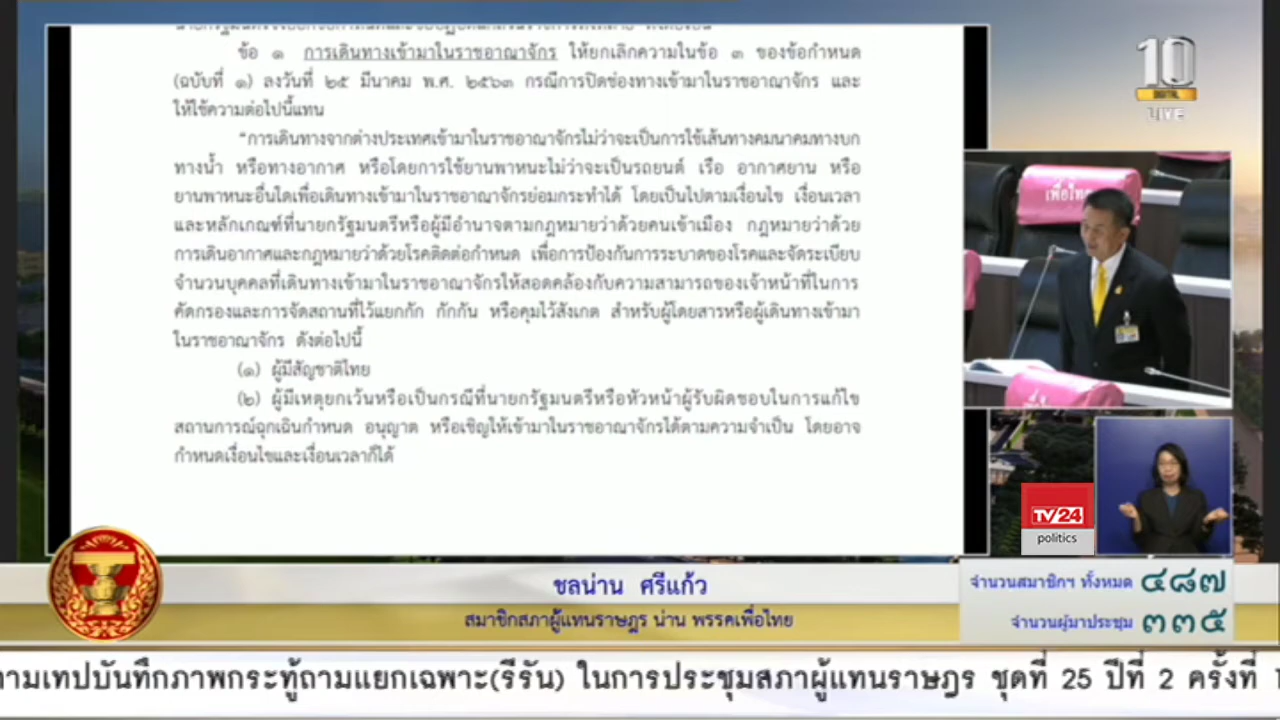 ข้อ ๑ การเดินทางเข้ามาในราชอาณาจักร ให้ยกเลิกความในข้อ ๓ ของข้อกำหนด
(ฉบับที่ ๑) ลงวันที่ ๒๕ มีนาคม พ.ศ. ๒๕๖๓ กรณีการปิดช่องทางเข้ามาในราชอาณาจักร และ
ให้ใช้ความต่อไปนี้แทน
“การเดินทางจากต่างประเทศเข้ามาในราชอาณาจักรไม่ว่าจะเป็นการใช้เส้นทางคมนาคมทางบก
ทางน้ำ หรือทางอากาศ หรือโดยการใช้ยานพาหนะไม่ว่าจะเป็นรถยนต์ เรือ อากาศยาน หรือ
ยานพาหนะอื่นใดเพื่อเดินทางเข้ามาในราชอาณาจักรย่อมกระทำได้ โดยเป็นไปตามเงื่อนไข เงื่อนเวลา
และหลักเกณฑ์ที่นายกรัฐมนตรีหรือผู้มีอำนาจตามกฎหมายว่าด้วยคนเข้าเมือง กฎหมายว่าด้วย
การเดินอากาศและกฎหมายว่าด้วยโรคติดต่อกำหนด เพื่อการป้องกันการระบาดของโรคและจัดระเบียบ
จำนวนบุคคลที่เดินทางเข้ามาในราชอาณาจักรให้สอดคล้องกับความสามารถของเจ้าหน้าที่ในการ
คัดกรองและการจัดสถานที่ไว้แยกกัก กักกัน หรือคุมไว้สังเกต สำหรับผู้โดยสารหรือผู้เดินทางเข้ามา
ในราชอาณาจักร ดังต่อไปนี้
(๑) ผู้มีสัญชาติไทย
(๒) ผู้มีเหตุยกเว้นหรือเป็นกรณีที่นายกรัฐมนตรีหรือหัวหน้าผู้รับผิดชอบในการแก้ไข
สถานการณ์ฉุกเฉินกำหนด อนุญาต หรือเชิญให้เข้ามาในราชอาณาจักรได้ตามความจำเป็น โดยอาจ
กำหนดเงื่อนไขและเงื่อนเวลาก็ได้
10
DIGITAL
LIVE
เพื่อไทย
TV/24
politics
ชลน่าน ศรีแก้ว
สมาชิกสภาผู้แทนราษฎร น่าน พรรคเพื่อไทย
จำนวนสมาชิกฯ ทั้งหมด ๔๘๗
จำนวนผู้มาประชุม ๓๓๕
ตามเทปบันทึกภาพกระทู้ถามแยกเฉพาะ(รีรัน) ในการประชุมสภาผู้แทนราษฎร ชุดที่ 25 ปีที่ 2 ครั้งที่